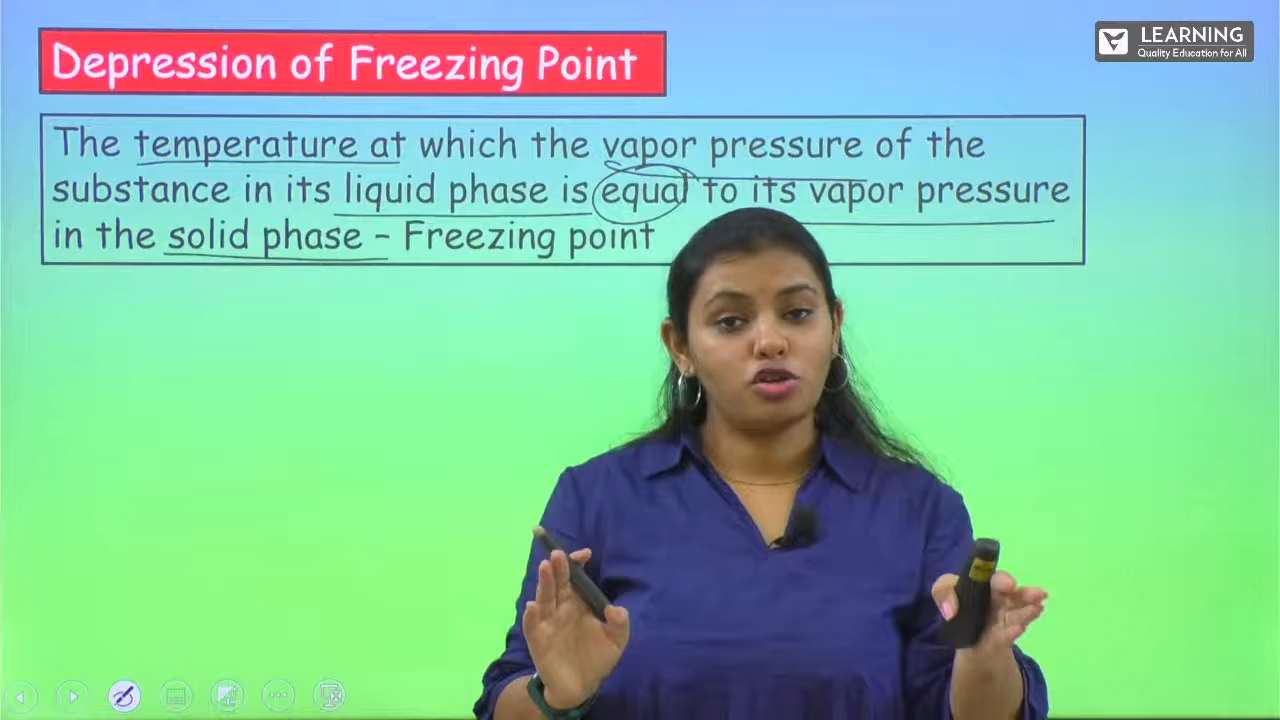 Depression of Freezing Point
LEARNING
Quality Education for All
The temperature at which the vapor pressure of the
substance in its liquid phase is equal to its vapor pressure
in the solid phase – Freezing point